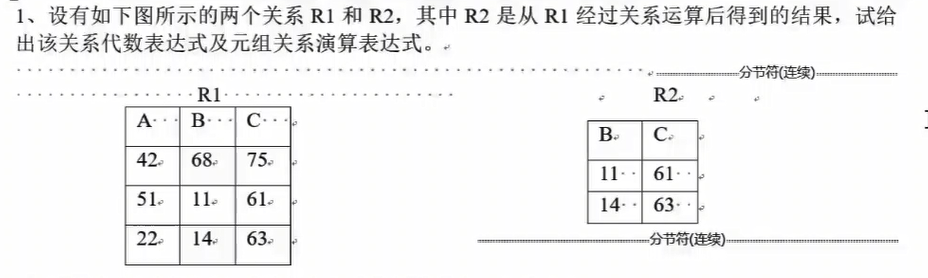 1、设有如下图所示的两个关系 R1 和 R2，其中 R2 是从 R1 经过关系运算后得到的结果，试给
出该关系代数表达式及元组关系演算表达式。
分节符(连续)
R1
R2
A B C
42 68 75
51 11 61
22 14 63
B C
11 61
14 63
分节符(连续)